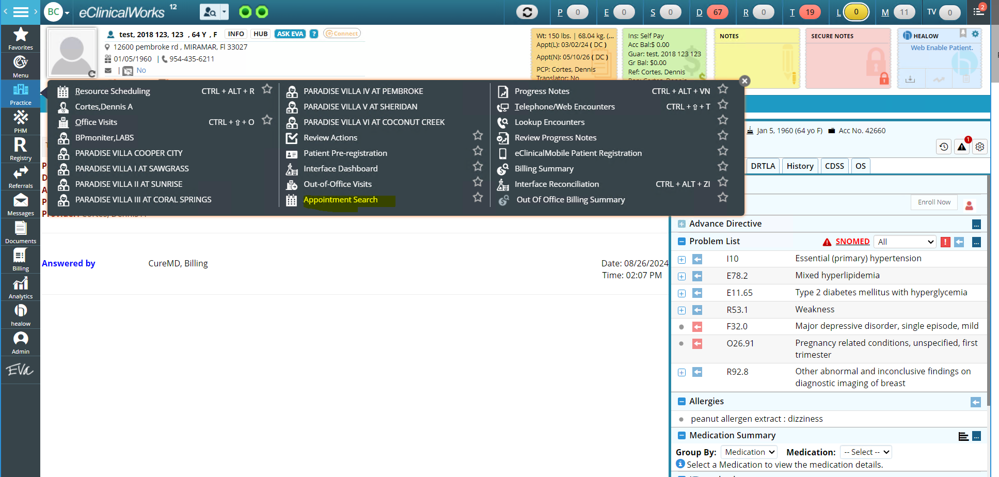 BC
eClinicalWorks 12
P 0
E 0
S 0
D 67
R 0
T 19
L 0
M 11
TV 0
2
Favorites
Menu
Practice
PHM
R
Registry
Referrals
Messages
Documents
Billing
Analytics
healow
Admin
EVa
test, 2018 123, 123 , 64 Y , F INFO HUB ASK EVA ? Connect
12600 pembroke rd , MIRAMAR, Fl 33027
01/05/1960 | 954-435-6211
| No
Wt: 150 lbs. | 68.04 kg. (...
Appt(L): 03/02/24 ( DC )
Appt(N): 05/10/26 ( DC )
PCP: Cortes, Dennis
Translator: No
Ins: Self Pay
Acc Bal:$ 0.00
Guar: test, 2018 123 123
Gr Bal: $0.00
Ref: Cortes, Dennis
NOTES
SECURE NOTES
HEALOW
Web Enable Patient.
Resource Scheduling CTRL + ALT + R
Cortes,Dennis A
Office Visits CTRL + ⇧ + O
BPmoniter,LABS
PARADISE VILLA COOPER CITY
PARADISE VILLA I AT SAWGRASS
PARADISE VILLA II AT SUNRISE
PARADISE VILLA III AT CORAL SPRINGS
PARADISE VILLA IV AT PEMBROKE
PARADISE VILLA V AT SHERIDAN
PARADISE VILLA VI AT COCONUT CREEK
Review Actions
Patient Pre-registration
Interface Dashboard
Out-of-Office Visits
Appointment Search
Progress Notes CTRL + ALT + VN
Telephone/Web Encounters CTRL + ⇧ + T
Lookup Encounters
Review Progress Notes
eClinicalMobile Patient Registration
Billing Summary
Interface Reconciliation CTRL + ALT + ZI
Out Of Office Billing Summary
Answered by CureMD, Billing Date: 08/26/2024
Time: 02:07 PM
Jan 5, 1960 (64 yo F) Acc No. 42660
1
DRTLA History CDSS OS
Enroll Now
Advance Directive ...
Problem List SNOMED All ! ...
I10 Essential (primary) hypertension
E78.2 Mixed hyperlipidemia
E11.65 Type 2 diabetes mellitus with hyperglycemia
R53.1 Weakness
F32.0 Major depressive disorder, single episode, mild
O26.91 Pregnancy related conditions, unspecified, first
trimester
R92.8 Other abnormal and inconclusive findings on
diagnostic imaging of breast
Allergies
peanut allergen extract : dizziness
Medication Summary ...
Group By: Medication Medication: -- Select --
Select a Medication to view the medication details.